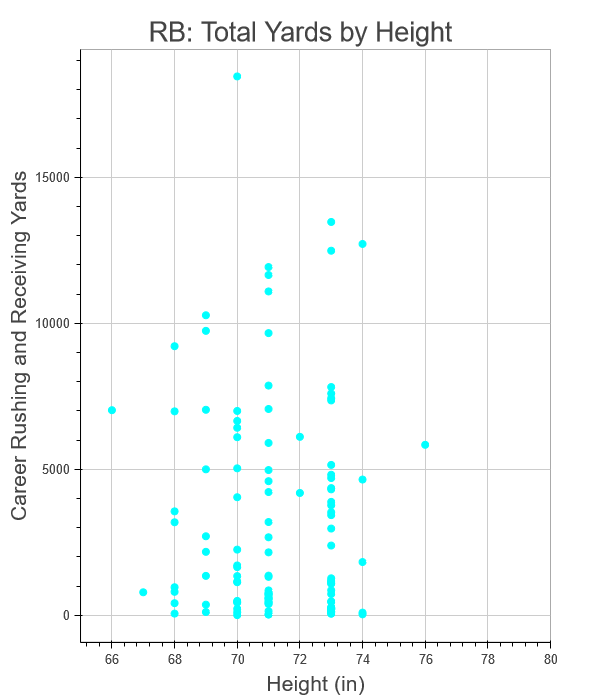 RB: Total Yards by Height
Career Rushing and Receiving Yards
15000
10000
5000
0
66 68 70 72 74 76 78 80
Height (in)